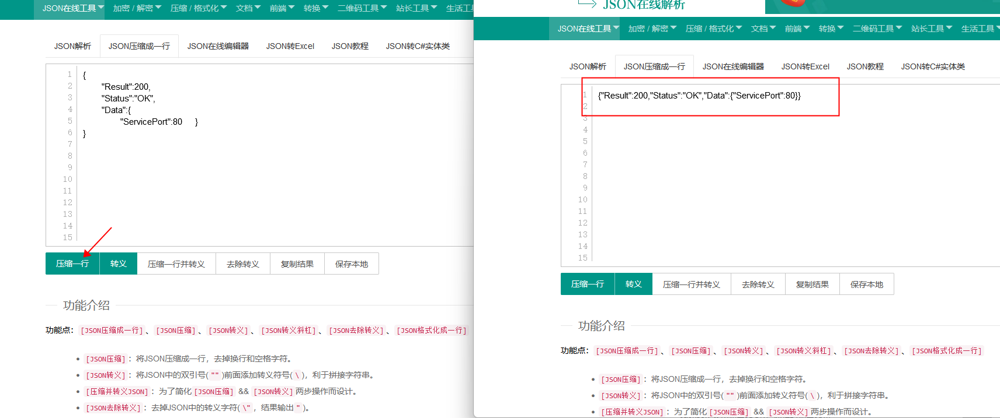 JSON在线工具 加密 / 解密 压缩 / 格式化 文档 前端 转换 二维码工具 站长工具 生活工
JSON解析 JSON压缩成一行 JSON在线编辑器 JSON转Excel JSON教程 JSON转C#实体类
1 {
2 "Result":200,
3 "Status":"OK",
4 "Data":{
5 "ServicePort":80 }
6 }
7
8
9
10
11
12
13
14
15
压缩一行 转义 压缩一行并转义 去除转义 复制结果 保存本地
功能介绍
功能点: [JSON压缩成一行] 、 [JSON压缩] 、 [JSON转义] 、 [JSON转义斜杠] 、 [JSON去除转义] 、 [JSON格式化成一行]
• [JSON压缩] : 将JSON压缩成一行，去掉换行和空格字符。
• [JSON转义] : 将JSON中的双引号( "" )前面添加转义符号( \ )，利于拼接字符串。
• [压缩并转义JSON] : 为了简化 [JSON压缩] && [JSON转义] 两步操作而设计。
• [JSON去除转义] : 去掉JSON中的转义字符( \" ，结果输出 " )。
JSON在线解析
JSON在线工具 加密 / 解密 压缩 / 格式化 文档 前端 转换 二维码工具 站长工具 生活工具
JSON解析 JSON压缩成一行 JSON在线编辑器 JSON转Excel JSON教程 JSON转C#实体类
1 {"Result":200,"Status":"OK","Data":{"ServicePort":80}}
2
3
4
5
6
7
8
9
10
11
12
13
14
15
压缩一行 转义 压缩一行并转义 去除转义 复制结果 保存本地
功能介绍
功能点: [JSON压缩成一行] 、 [JSON压缩] 、 [JSON转义] 、 [JSON转义斜杠] 、 [JSON去除转义] 、 [JSON格式化成一行]
• [JSON压缩] : 将JSON压缩成一行，去掉换行和空格字符。
• [JSON转义] : 将JSON中的双引号( "" )前面添加转义符号( \ )，利于拼接字符串。
• [压缩并转义JSON] : 为了简化 [JSON压缩] && [JSON转义] 两步操作而设计。